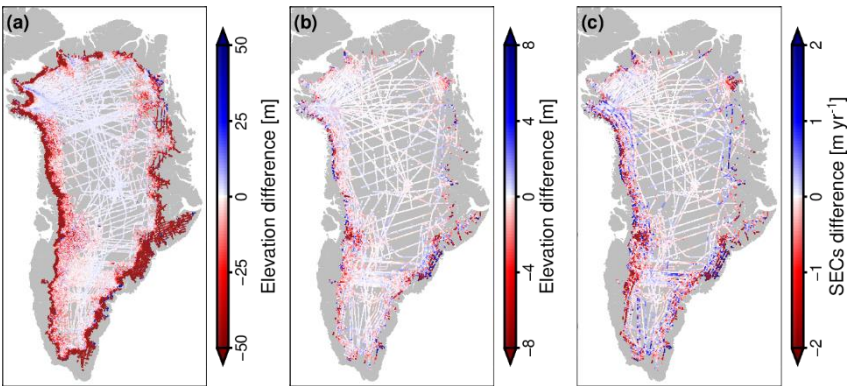 (a)
50
25
0
−25
−50
Elevation difference [m]
(b)
8
4
0
−4
−8
Elevation difference [m]
(c)
2
1
0
−1
−2
SECs difference [m yr⁻¹]